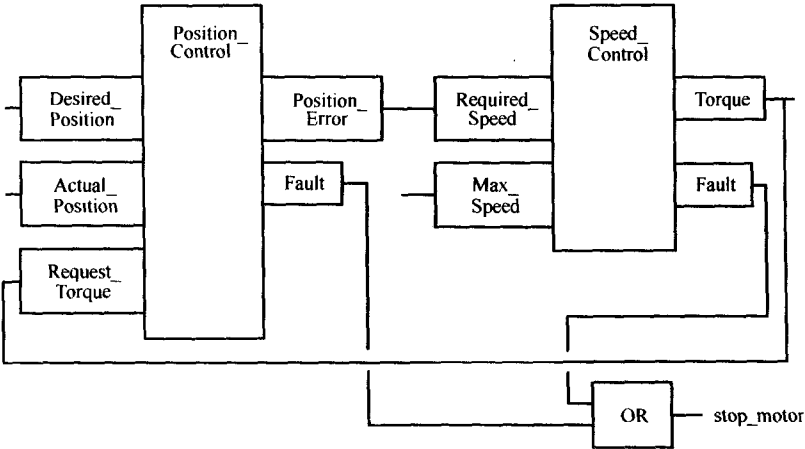 Position_
Control
Desired_
Position
Actual_
Position
Request_
Torque
Position_
Error
Fault
Speed_
Control
Required_
Speed
Max_
Speed
Torque
Fault
OR
stop_motor